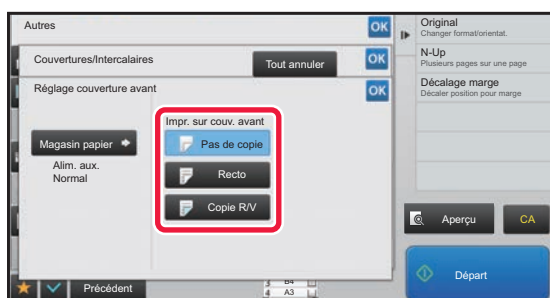 Autres
OK
Couvertures/Intercalaires
Tout annuler
OK
Réglage couverture avant
OK
Impr. sur couv. avant
Magasin papier
Alim. aux.
Normal
Pas de copie
Recto
Copie R/V
Précédent
3 B4
4 A3
Original
Changer format/orientat.
N-Up
Plusieurs pages sur une page
Décalage marge
Décaler position pour marge
Aperçu
CA
Départ